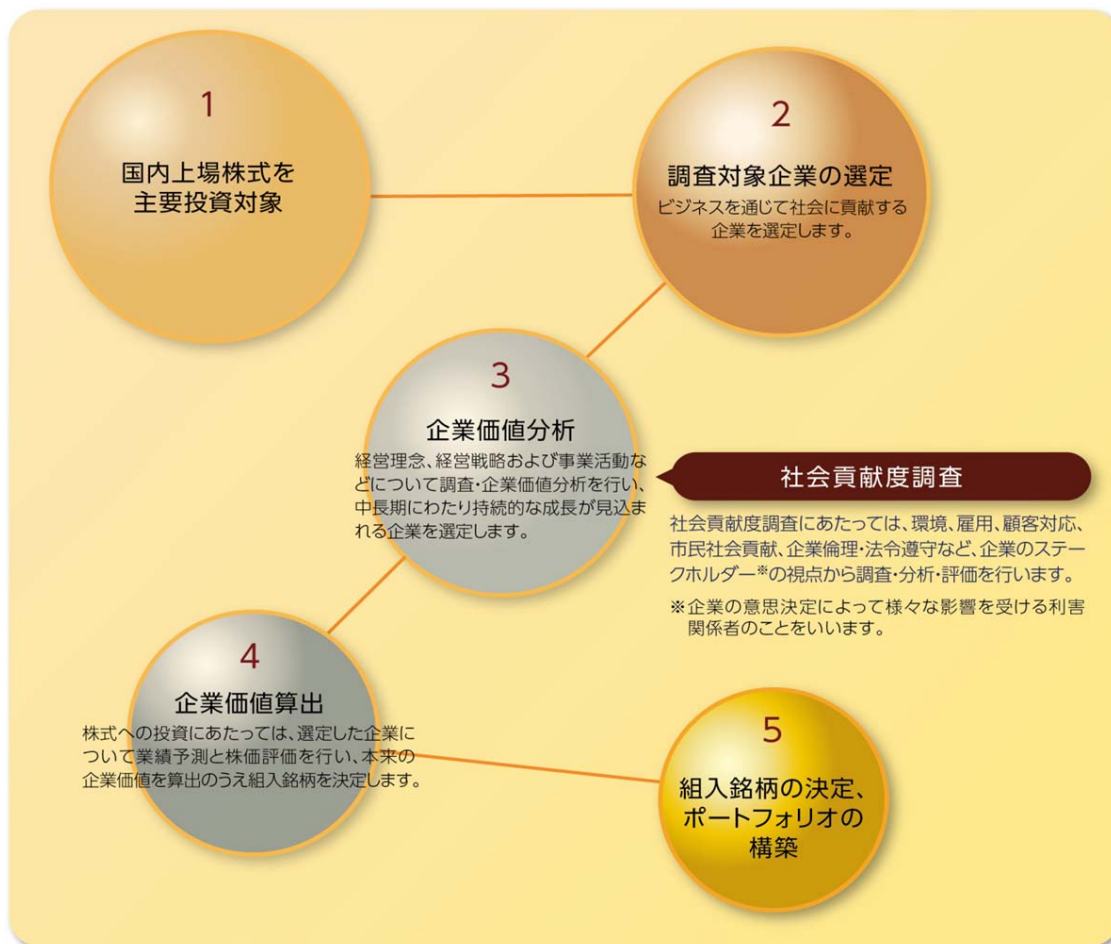 1
国内上場株式を
主要投資対象
2
調査対象企業の選定
ビジネスを通じて社会に貢献する
企業を選定します。
3
企業価値分析
経営理念、経営戦略および事業活動な
どについて調査・企業価値分析を行い、
中長期にわたり持続的な成長が見込ま
れる企業を選定します。
社会貢献度調査
社会貢献度調査にあたっては、環境、雇用、顧客対応、
市民社会貢献、企業倫理・法令遵守など、企業のステー
クホルダー※の視点から調査・分析・評価を行います。
※企業の意思決定によって様々な影響を受ける利害
関係者のことをいいます。
4
企業価値算出
株式への投資にあたっては、選定した企業に
ついて業績予測と株価評価を行い、本来の
企業価値を算出のうえ組入銘柄を決定します。
5
組入銘柄の決定、
ポートフォリオの
構築